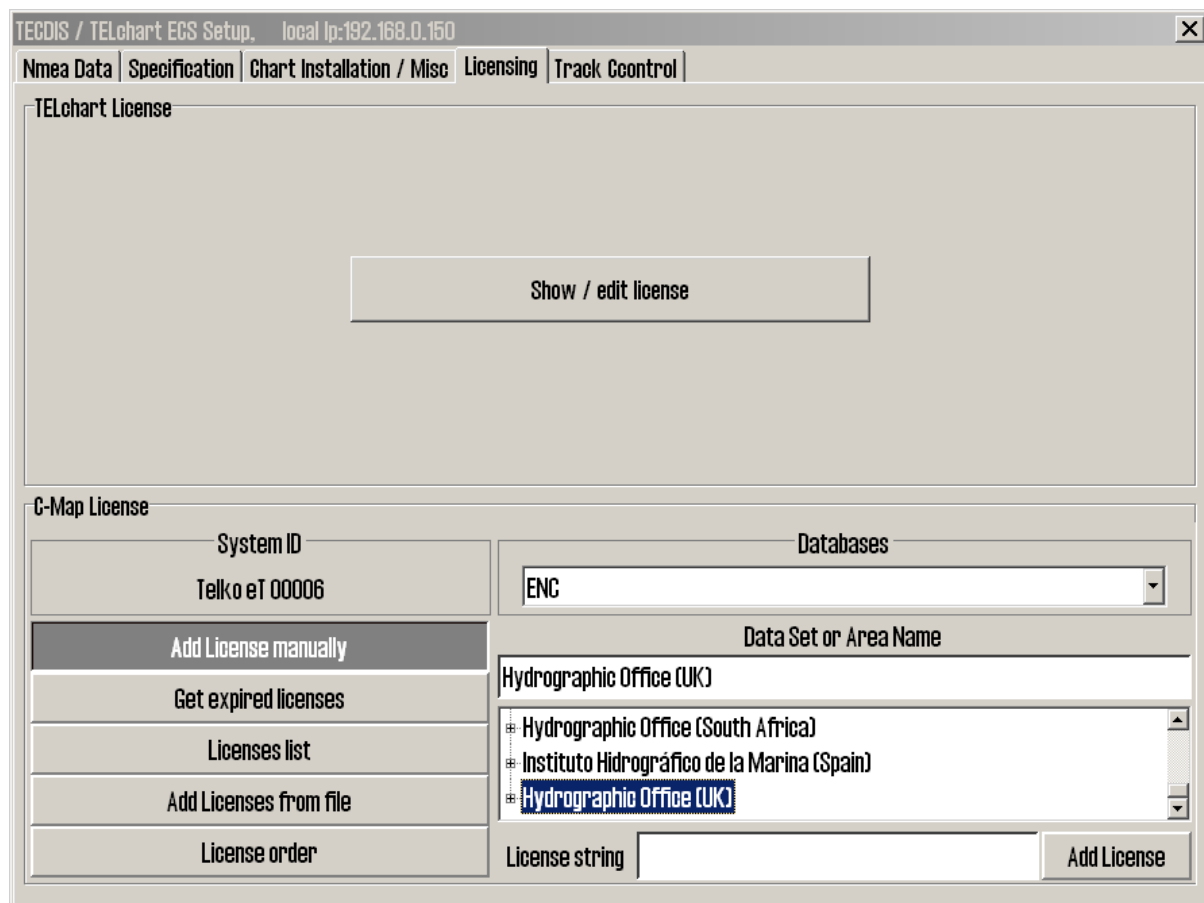 TECDIS / TELchart ECS Setup,    local Ip:192.168.0.150
Nmea Data Specification Chart Installation / Misc Licensing Track Ccontrol
TELchart License
Show / edit license
C-Map License
System ID
Telko eT 00006
Add License manually
Get expired licenses
Licenses list
Add Licenses from file
License order
Databases
ENC
Data Set or Area Name
Hydrographic Office (UK)
Hydrographic Office (South Africa)
Instituto Hidrográfico de la Marina (Spain)
Hydrographic Office (UK)
License string
Add License